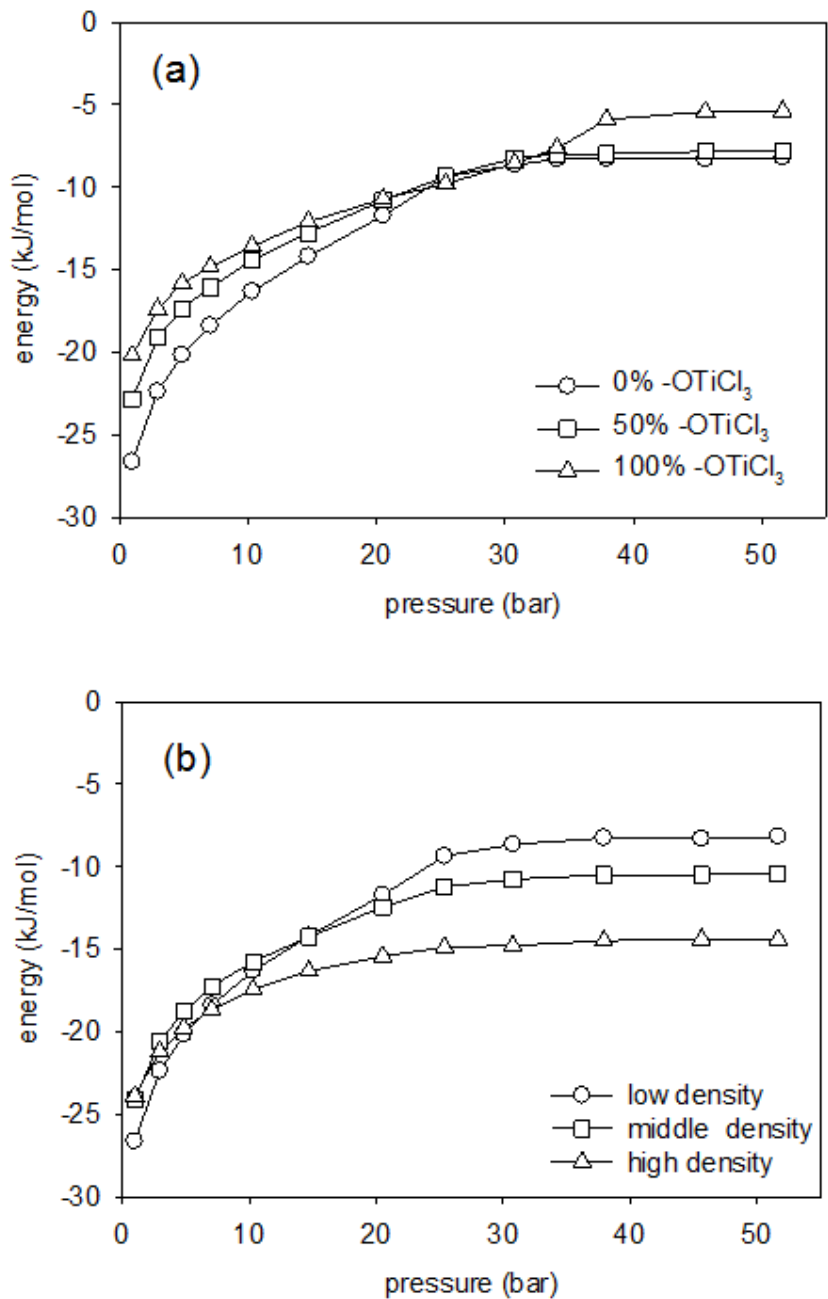 0
(a)
-5
-10
-15
-20
-25
-30
energy (kJ/mol)
0% -OTiCl₃
50% -OTiCl₃
100% -OTiCl₃
0 10 20 30 40 50
pressure (bar)
0
(b)
-5
-10
-15
-20
-25
-30
energy (kJ/mol)
low density
middle density
high density
0 10 20 30 40 50
pressure (bar)